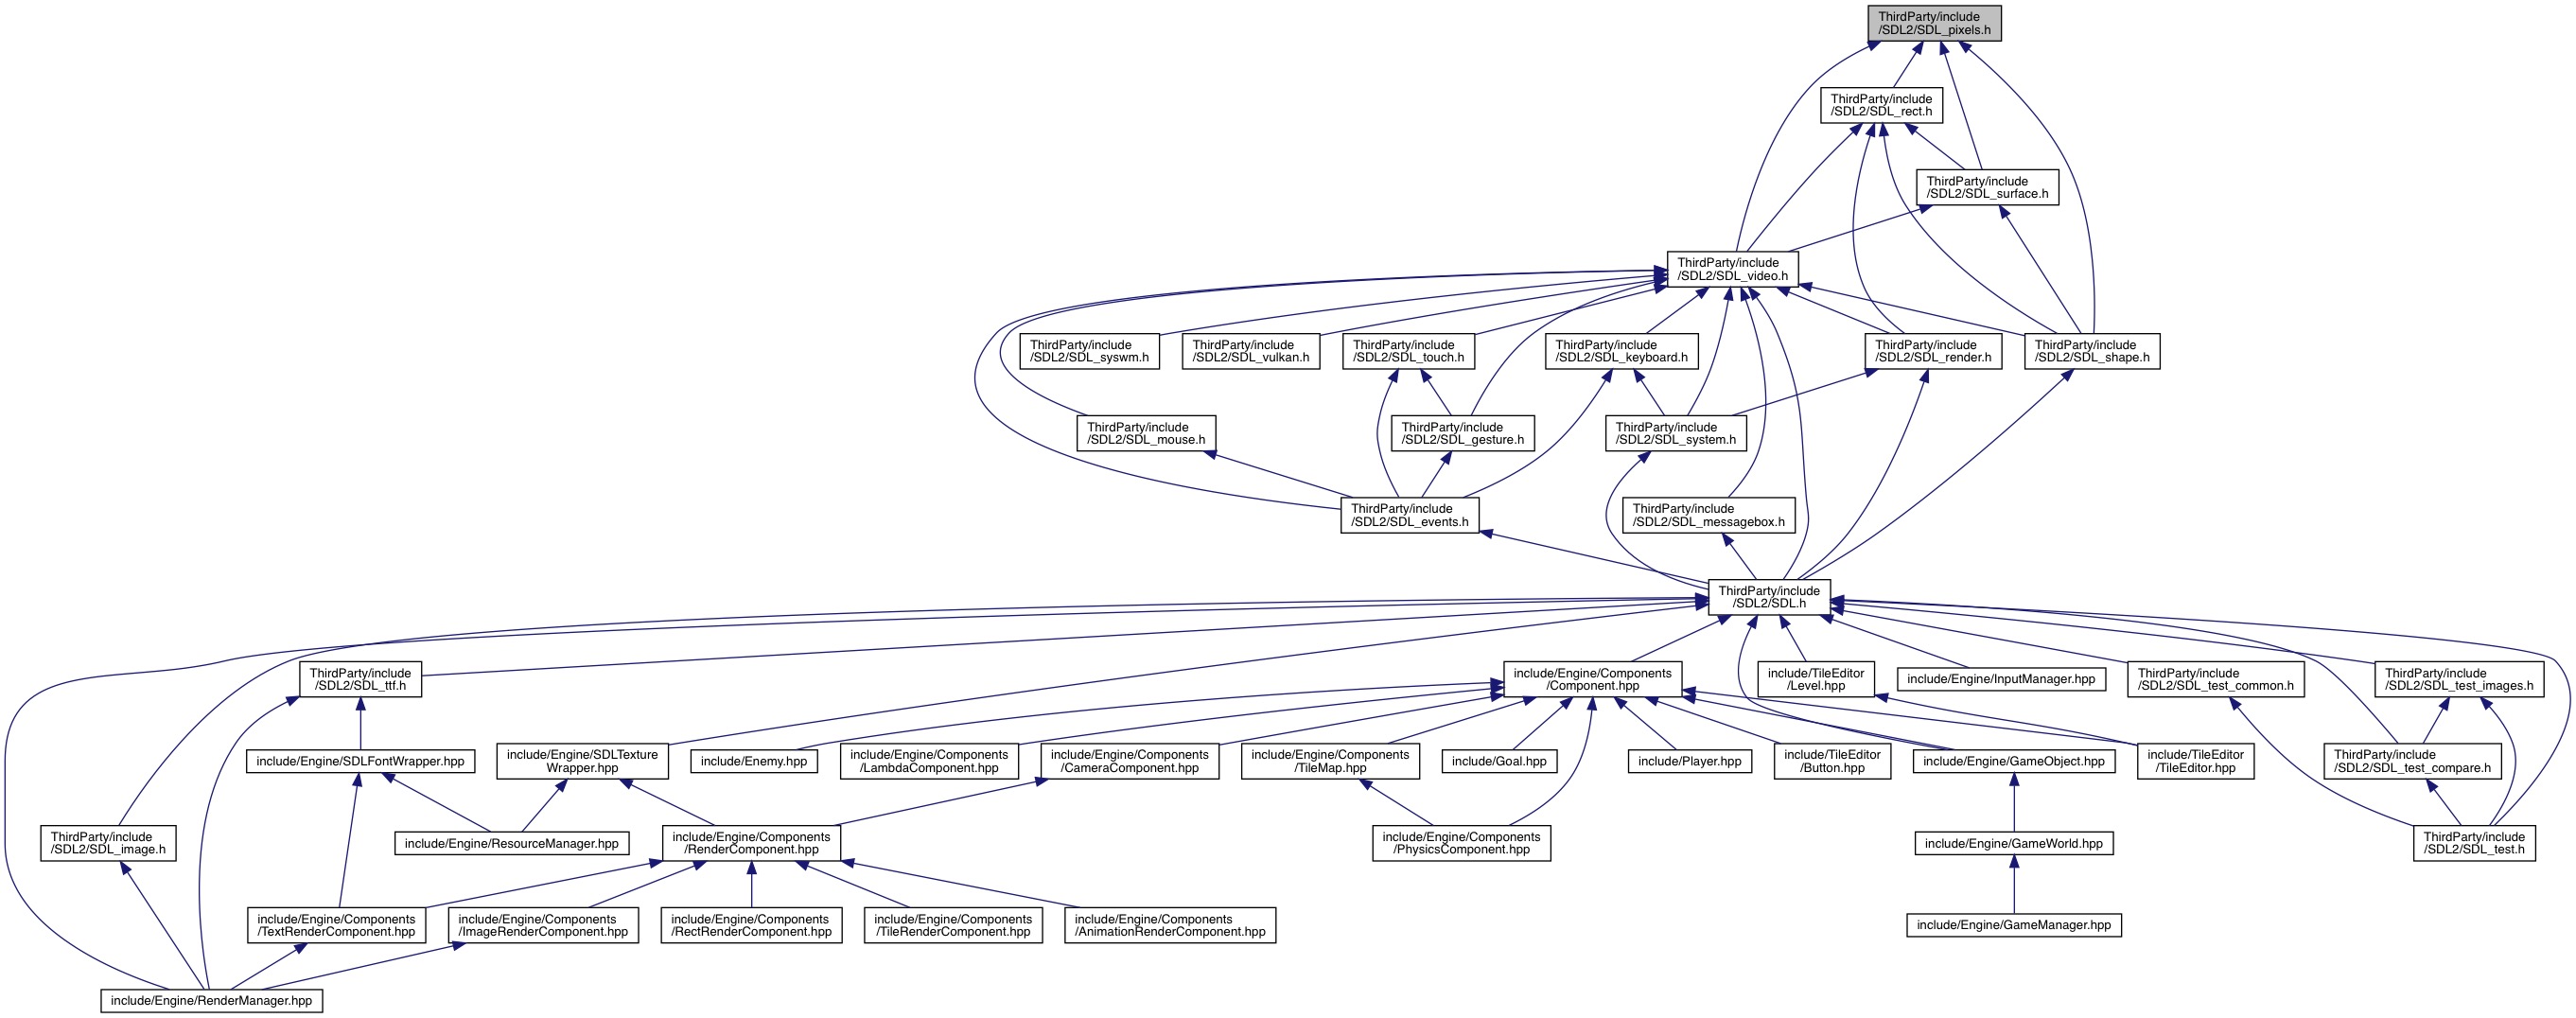 ThirdParty/include
/SDL2/SDL_pixels.h
ThirdParty/include
/SDL2/SDL_rect.h
ThirdParty/include
/SDL2/SDL_surface.h
ThirdParty/include
/SDL2/SDL_video.h
ThirdParty/include
/SDL2/SDL_syswm.h
ThirdParty/include
/SDL2/SDL_vulkan.h
ThirdParty/include
/SDL2/SDL_touch.h
ThirdParty/include
/SDL2/SDL_keyboard.h
ThirdParty/include
/SDL2/SDL_render.h
ThirdParty/include
/SDL2/SDL_shape.h
ThirdParty/include
/SDL2/SDL_mouse.h
ThirdParty/include
/SDL2/SDL_gesture.h
ThirdParty/include
/SDL2/SDL_system.h
ThirdParty/include
/SDL2/SDL_events.h
ThirdParty/include
/SDL2/SDL_messagebox.h
ThirdParty/include
/SDL2/SDL.h
ThirdParty/include
/SDL2/SDL_ttf.h
include/Engine/Components
/Component.hpp
include/TileEditor
/Level.hpp
include/Engine/InputManager.hpp
ThirdParty/include
/SDL2/SDL_test_common.h
ThirdParty/include
/SDL2/SDL_test_images.h
include/Engine/SDLFontWrapper.hpp
include/Engine/SDLTexture
Wrapper.hpp
include/Enemy.hpp
include/Engine/Components
/LambdaComponent.hpp
include/Engine/Components
/CameraComponent.hpp
include/Engine/Components
/TileMap.hpp
include/Goal.hpp
include/Player.hpp
include/TileEditor
/Button.hpp
include/Engine/GameObject.hpp
include/TileEditor
/TileEditor.hpp
ThirdParty/include
/SDL2/SDL_test_compare.h
ThirdParty/include
/SDL2/SDL_image.h
include/Engine/ResourceManager.hpp
include/Engine/Components
/RenderComponent.hpp
include/Engine/Components
/PhysicsComponent.hpp
include/Engine/GameWorld.hpp
ThirdParty/include
/SDL2/SDL_test.h
include/Engine/Components
/TextRenderComponent.hpp
include/Engine/Components
/ImageRenderComponent.hpp
include/Engine/Components
/RectRenderComponent.hpp
include/Engine/Components
/TileRenderComponent.hpp
include/Engine/Components
/AnimationRenderComponent.hpp
include/Engine/GameManager.hpp
include/Engine/RenderManager.hpp